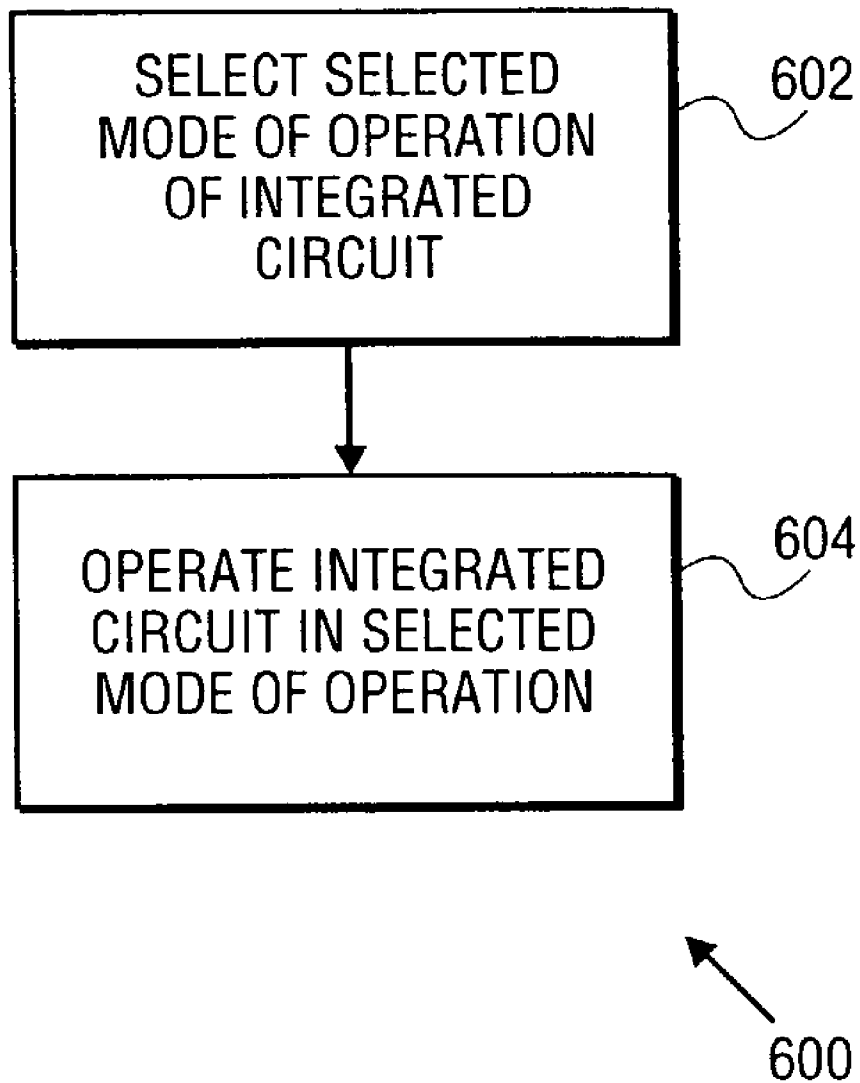 SELECT SELECTED
MODE OF OPERATION
OF INTEGRATED
CIRCUIT
602
OPERATE INTEGRATED
CIRCUIT IN SELECTED
MODE OF OPERATION
604
600